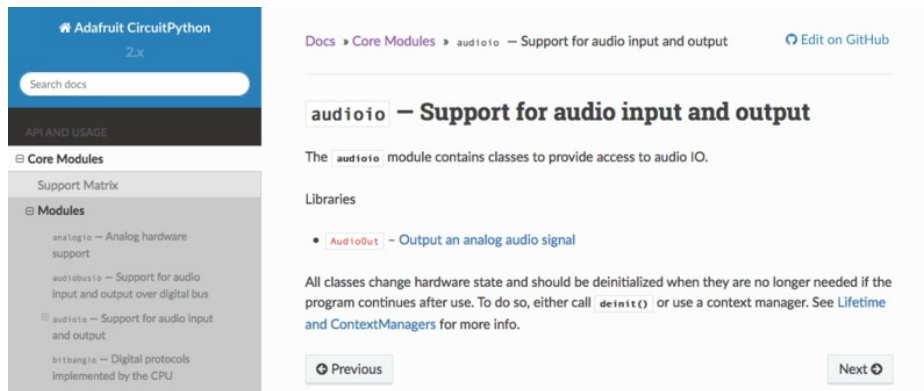 Adafruit CircuitPython
2.x
Search docs
API AND USAGE
Core Modules
Support Matrix
Modules
analogio — Analog hardware
support
audiobusio — Support for audio
input and output over digital bus
audioio — Support for audio input
and output
bitbangio — Digital protocols
implemented by the CPU
Docs » Core Modules » audioio — Support for audio input and output
Edit on GitHub
audioio — Support for audio input and output
The audioio module contains classes to provide access to audio IO.
Libraries
• AudioOut – Output an analog audio signal
All classes change hardware state and should be deinitialized when they are no longer needed if the
program continues after use. To do so, either call deinit() or use a context manager. See Lifetime
and ContextManagers for more info.
Previous
Next